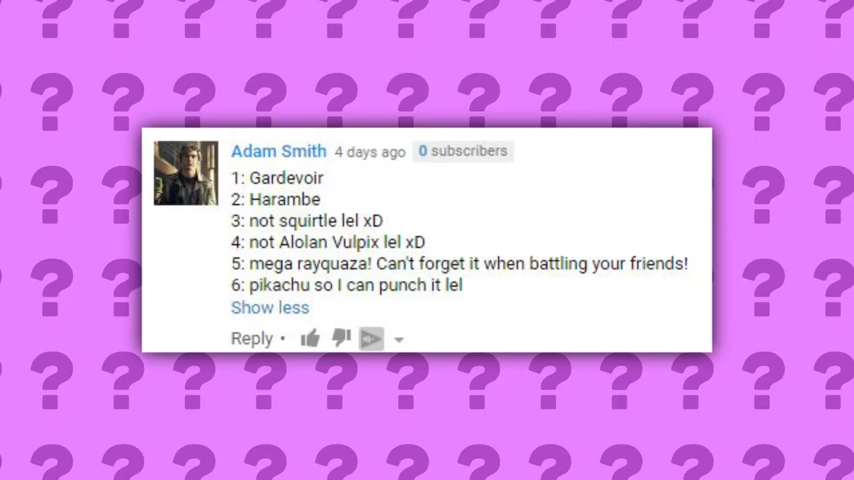 Adam Smith 4 days ago 0 subscribers
1: Gardevoir
2: Harambe
3: not squirtle lel xD
4: not Alolan Vulpix lel xD
5: mega rayquaza! Can't forget it when battling your friends!
6: pikachu so I can punch it lel
Show less
Reply •